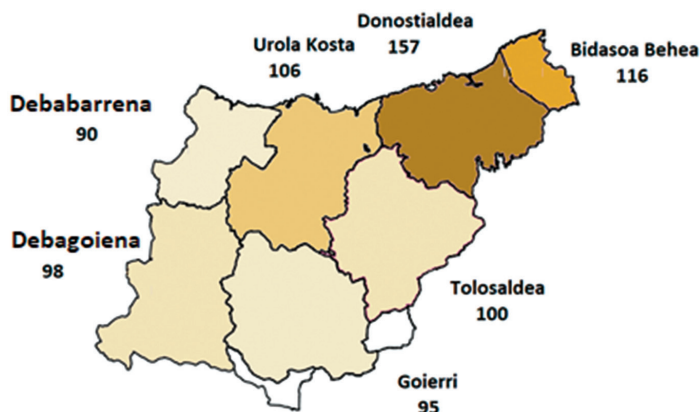 Donostialdea
157
Urola Kosta
106
Bidasoa Behea
116
Debabarrena
90
Debagoiena
98
Tolosaldea
100
Goierri
95